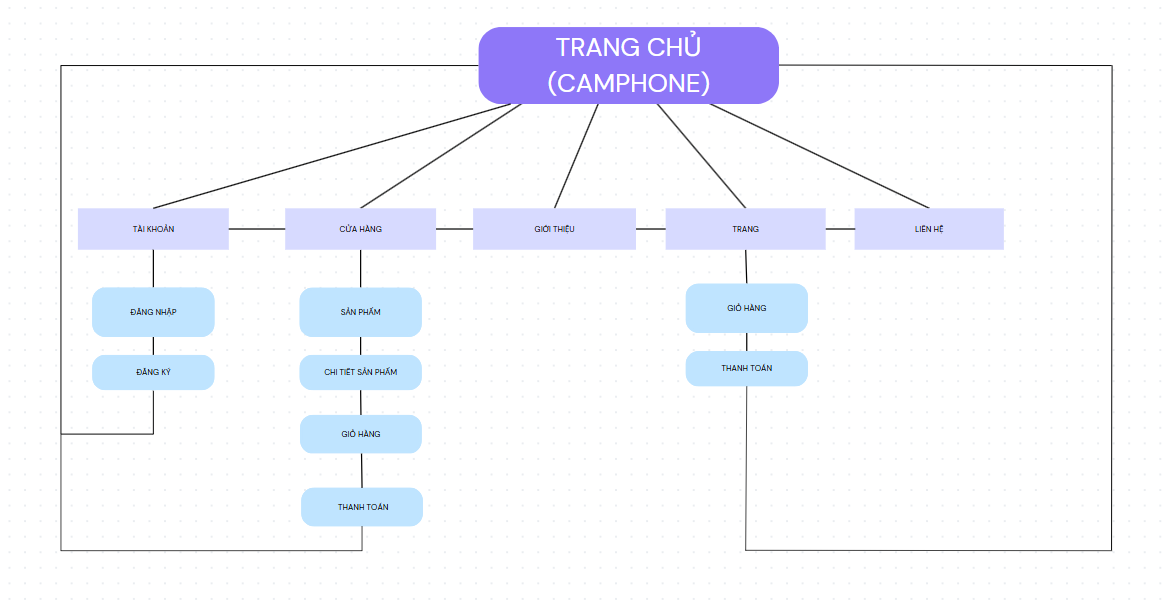 TRANG CHỦ
(CAMPHONE)
TÀI KHOẢN
CỬA HÀNG
GIỚI THIỆU
TRANG
LIÊN HỆ
ĐĂNG NHẬP
SẢN PHẨM
GIỎ HÀNG
ĐĂNG KÝ
CHI TIẾT SẢN PHẨM
THANH TOÁN
GIỎ HÀNG
THANH TOÁN